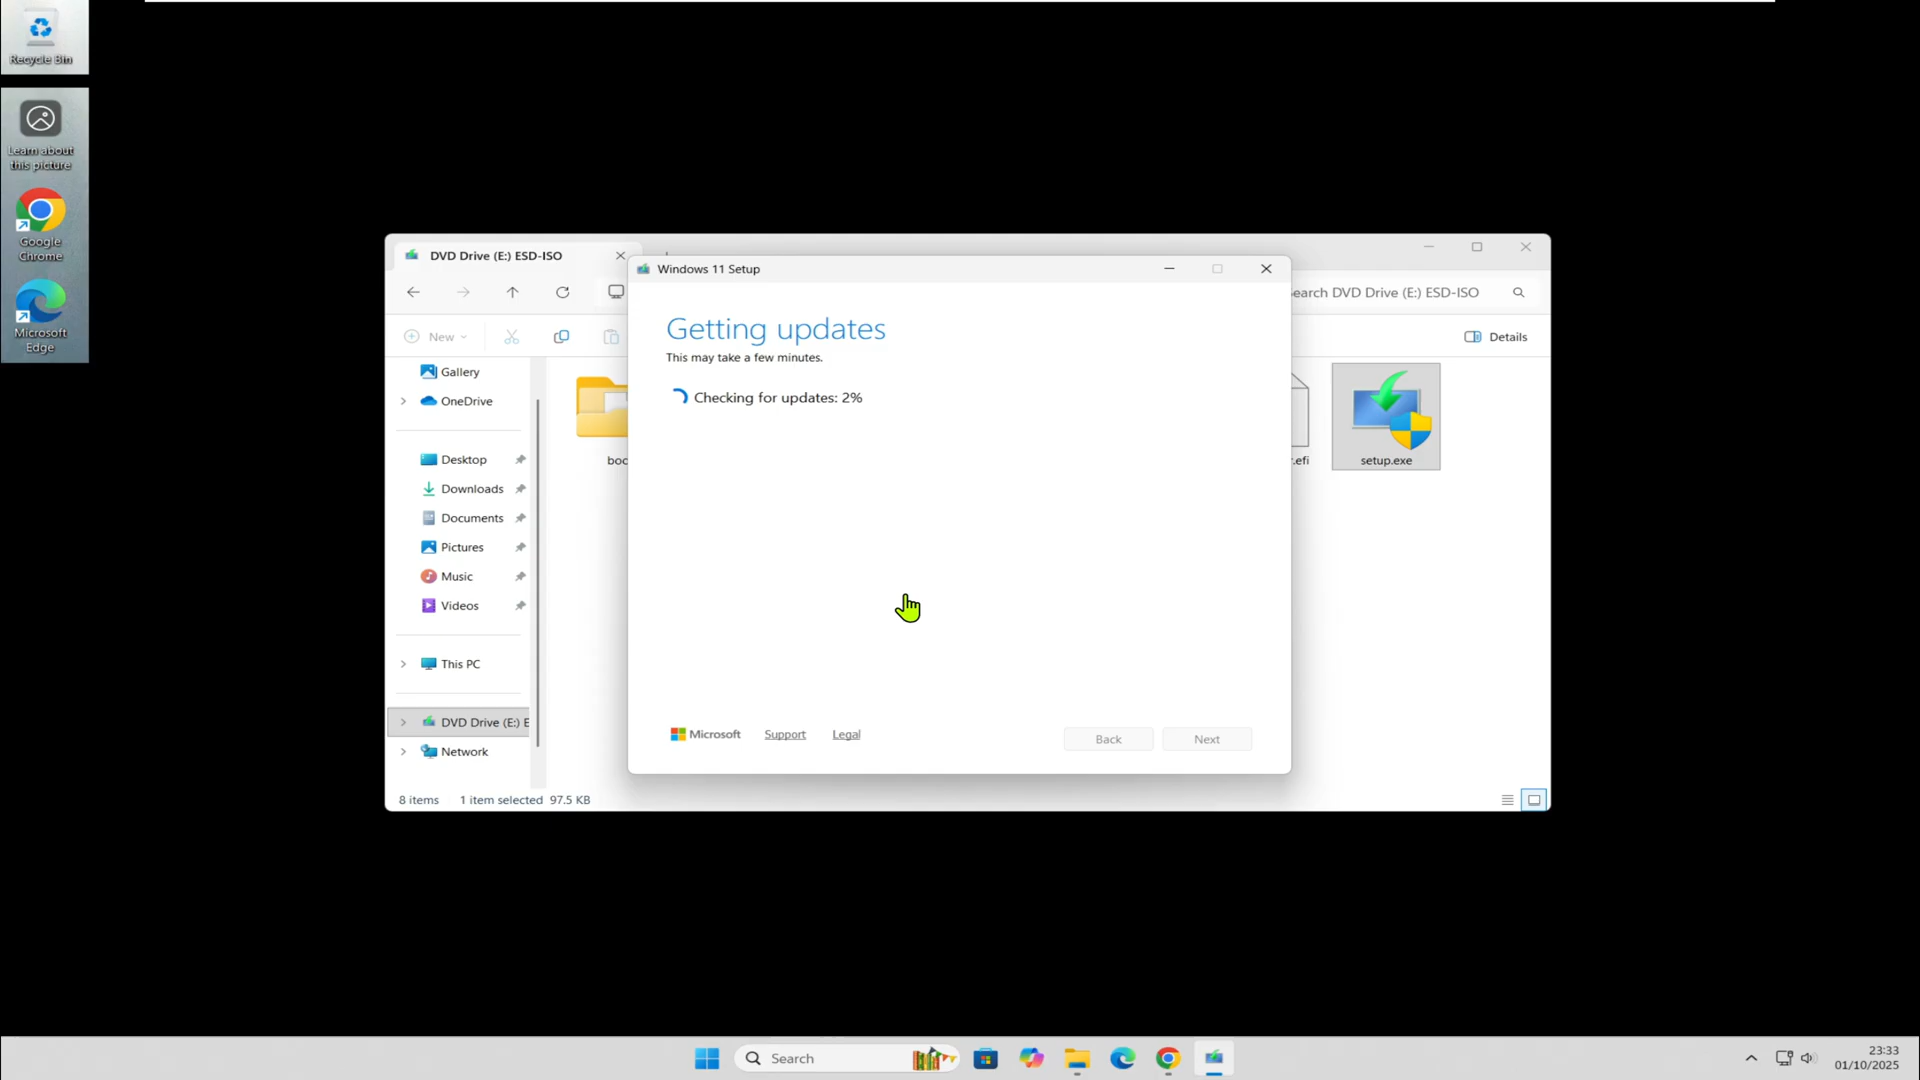 Recycle Bin
Learn about
this picture
Google
Chrome
Microsoft
Edge
DVD Drive (E:) ESD-ISO
Windows 11 Setup
earch DVD Drive (E:) ESD-ISO
New
Details
Getting updates
This may take a few minutes.
Checking for updates: 2%
Gallery
OneDrive
Desktop
Downloads
Documents
Pictures
Music
Videos
This PC
DVD Drive (E:) E
Network
boo
.efi
setup.exe
Microsoft
Support
Legal
Back
Next
8 items
1 item selected 97.5 KB
Search
23:33
01/10/2025